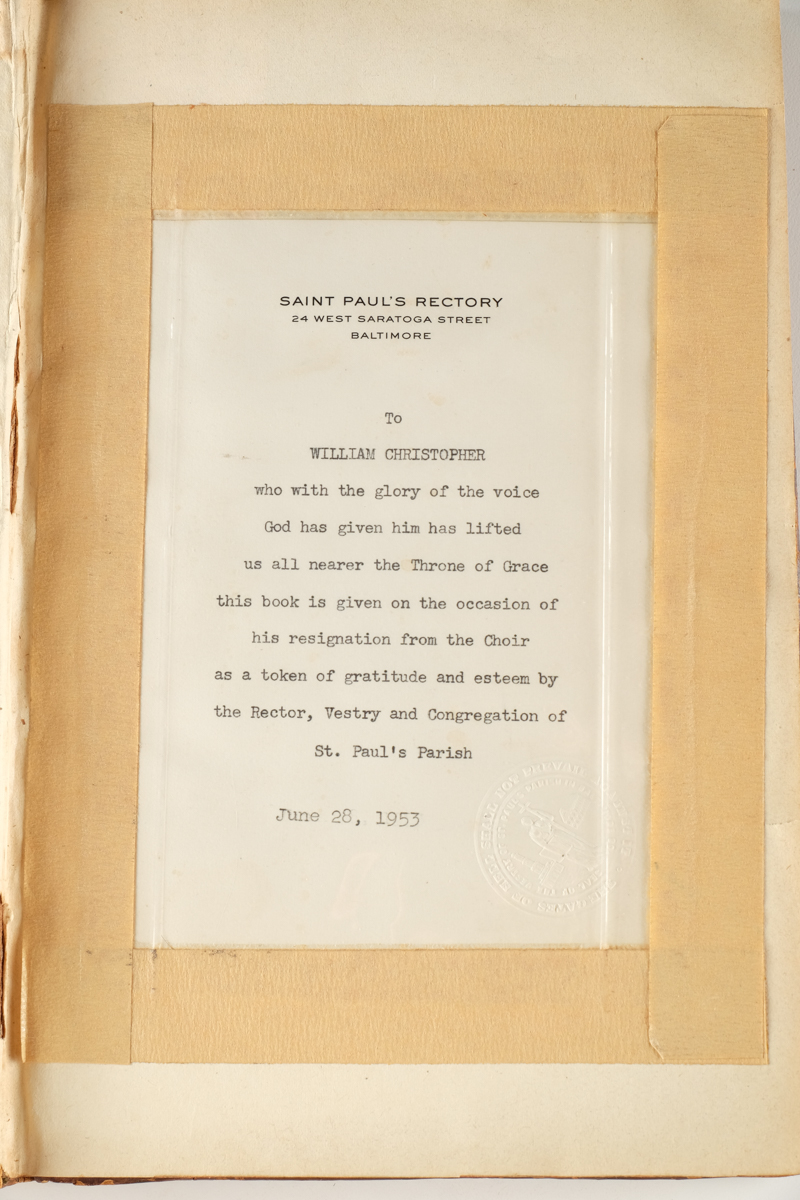 SAINT PAUL'S RECTORY
24 WEST SARATOGA STREET
BALTIMORE
To
WILLIAM CHRISTOPHER
who with the glory of the voice
God has given him has lifted
us all nearer the Throne of Grace
this book is given on the occasion of
his resignation from the Choir
as a token of gratitude and esteem by
the Rector, Vestry and Congregation of
St. Paul's Parish
June 28, 1953